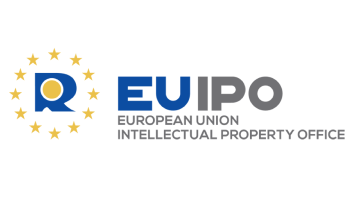 R
EUIPO
EUROPEAN UNION
INTELLECTUAL PROPERTY OFFICE